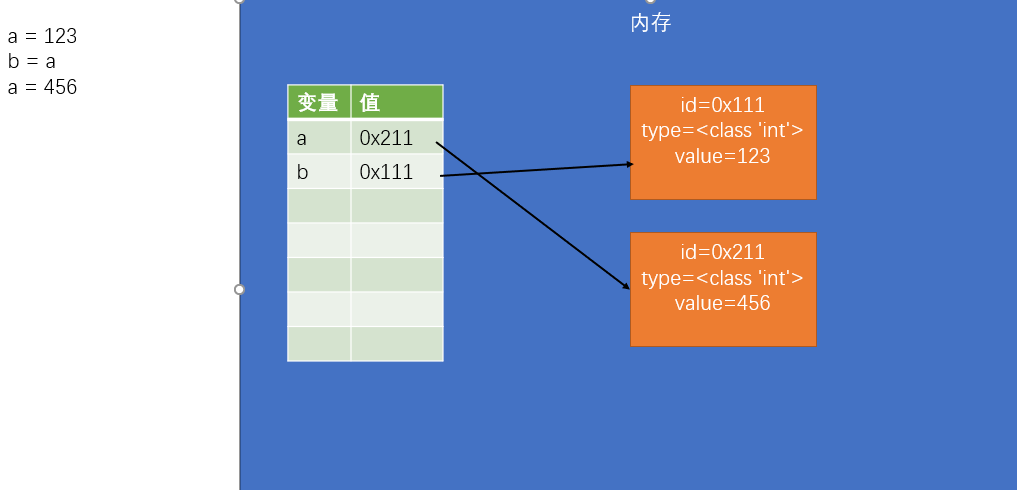 a = 123
b = a
a = 456
内存
变量 值
a 0x211
b 0x111
id=0x111
type=<class 'int'>
value=123
id=0x211
type=<class 'int'>
value=456